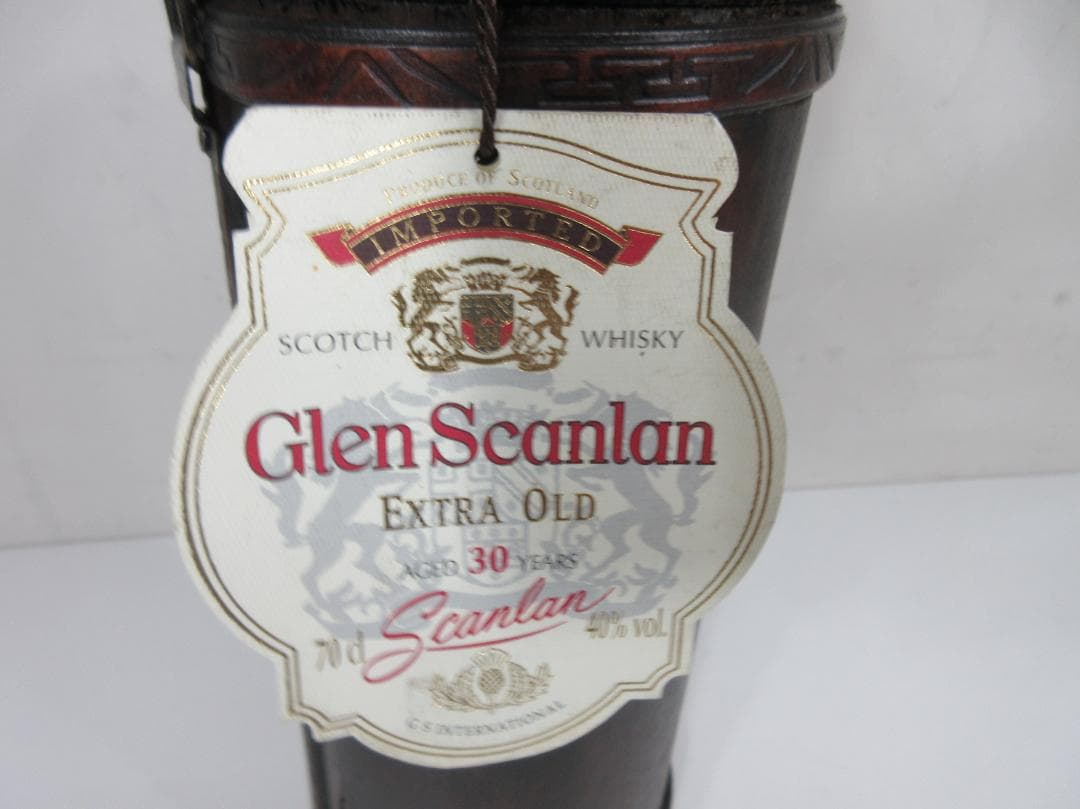 PRODUCE OF SCOTLAND
IMPORTED
SCOTCH WHISKY
Glen Scanlan
EXTRA OLD
AGED 30 YEARS
Scanlan
70 cl 40% vol.
G S INTERNATIONAL